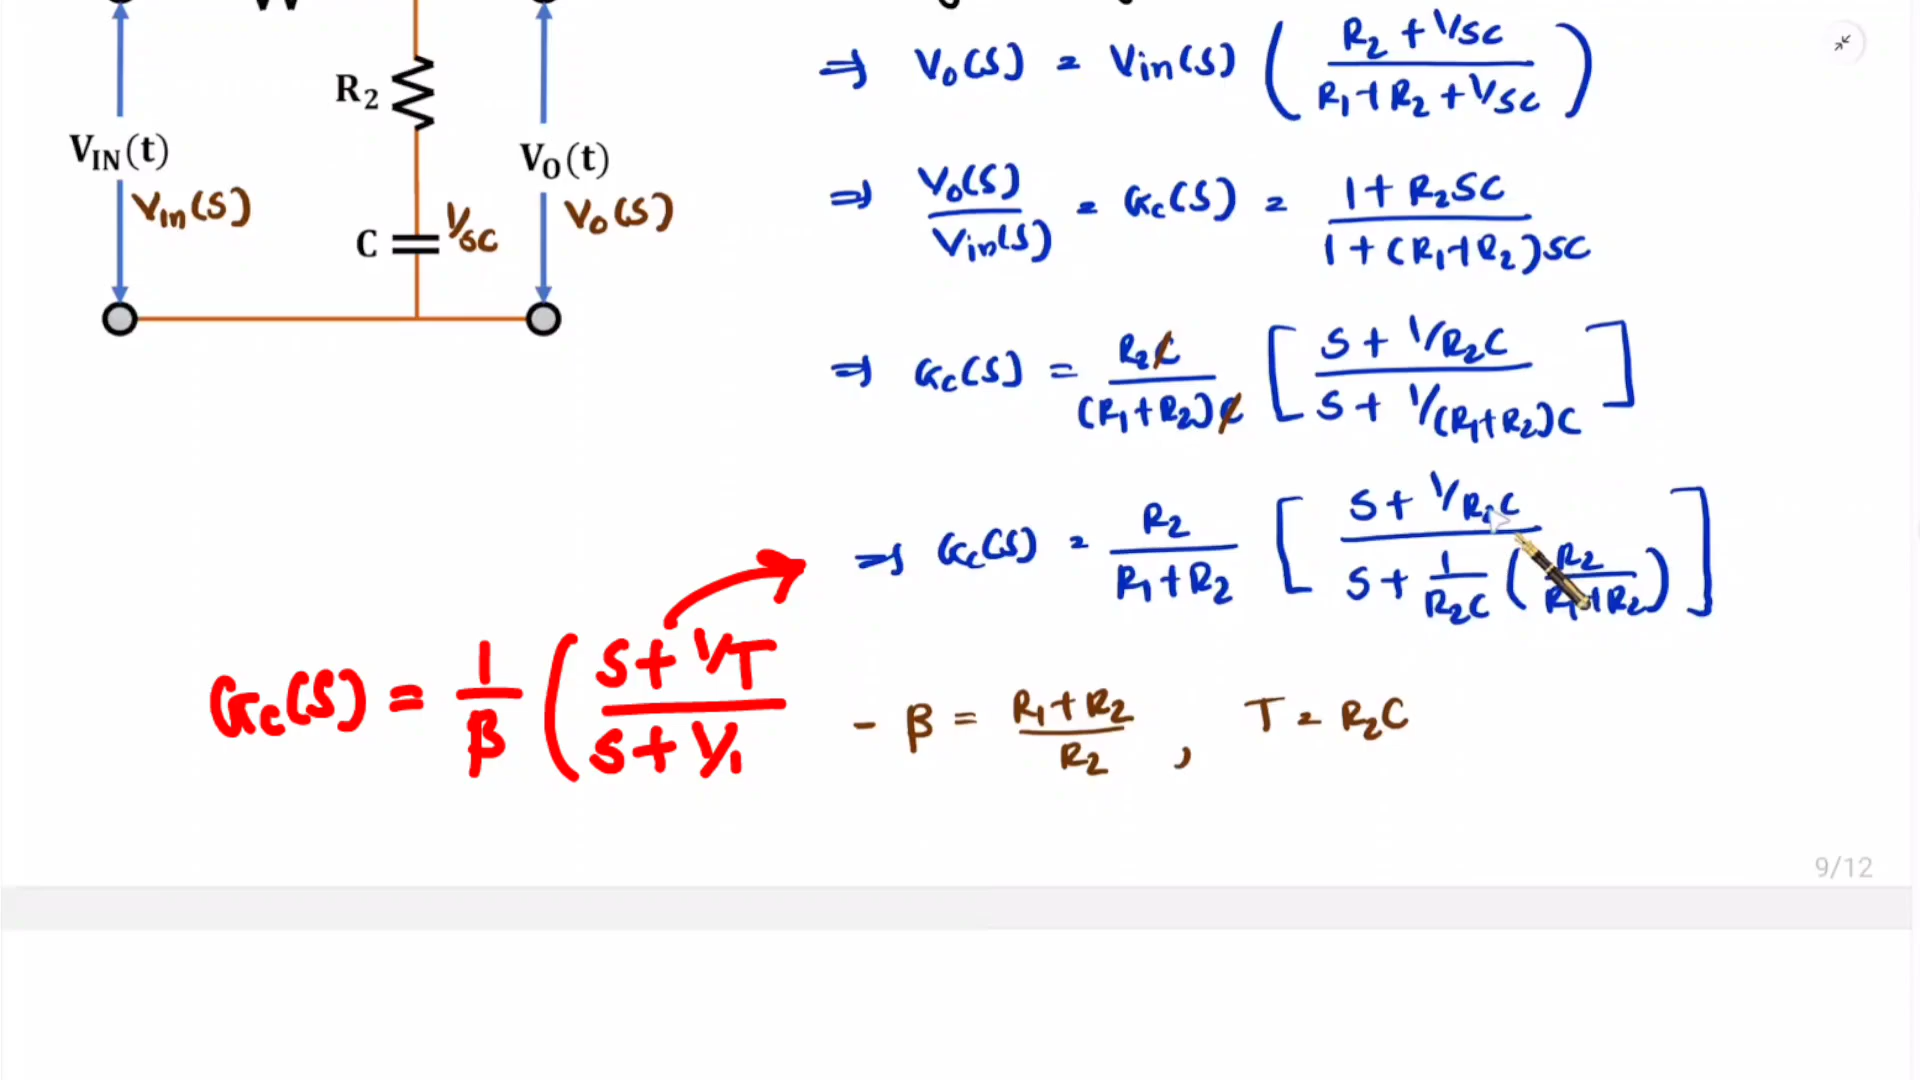 R₂
V_IN(t)
Vin(s)
C
1/sC
V_O(t)
Vo(s)
⇒ Vo(s) = Vin(s) ( (R₂ + 1/sC) / (R₁ + R₂ + 1/sC) )
⇒ Vo(s) / Vin(s) = Gc(s) = (1 + R₂sC) / (1 + (R₁+R₂)sC)
⇒ Gc(s) = R₂C / (R₁+R₂)C [ (s + 1/R₂C) / (s + 1/(R₁+R₂)C) ]
⇒ Gc(s) = R₂ / (R₁+R₂) [ (s + 1/R₂C) / (s + 1/R₂C (R₂ / (R₁+R₂))) ]
Gc(s) = 1/β ( (s + 1/T) / (s + 1/
- β = (R₁+R₂) / R₂ , T = R₂C
9/12